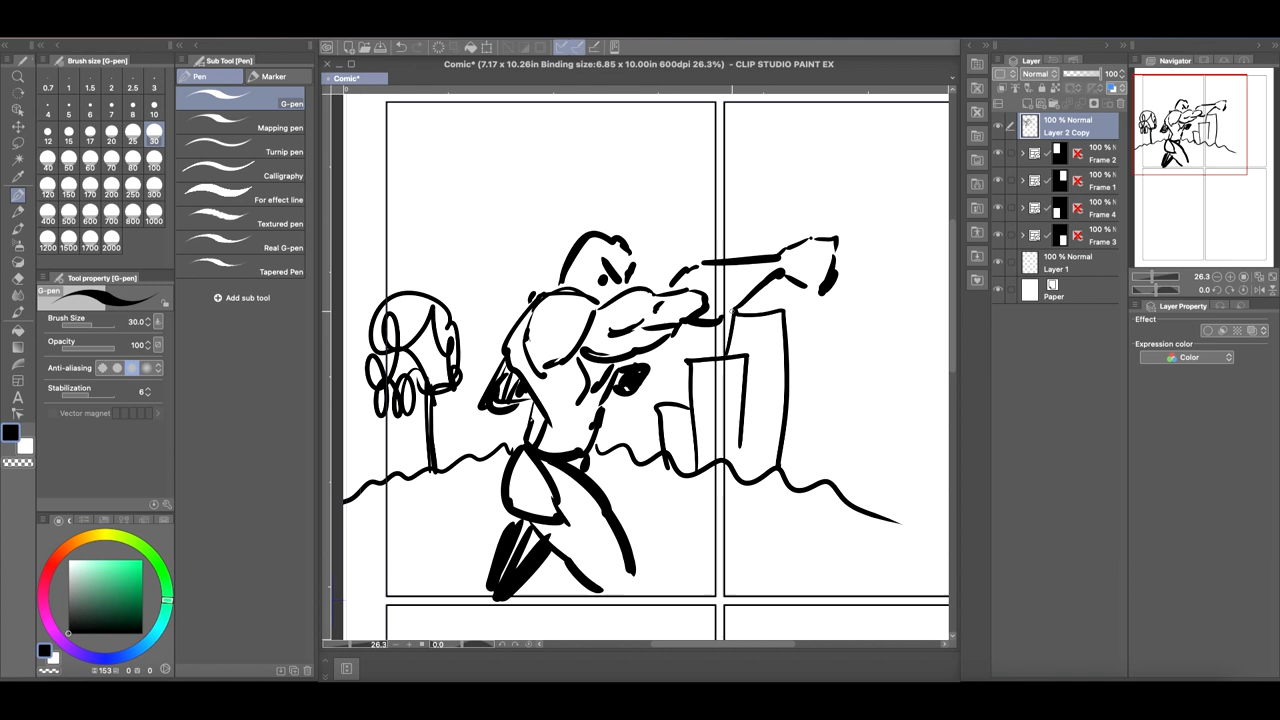 Comic* (7.17 x 10.26in Binding size:6.85 x 10.00in 600dpi 26.3%) - CLIP STUDIO PAINT EX
Brush size [G-pen]
0.7 1 1.5 2 2.5 3
4 5 6 7 8 10
12 15 17 20 25 30
40 50 60 70 80 100
120 150 170 200 250 300
400 500 600 700 800 1000
1200 1500 1700 2000
Tool property [G-pen]
G-pen
Brush Size 30.0
Opacity 100
Anti-aliasing
Stabilization 6
Vector magnet
153 0 0
Sub Tool [Pen]
Pen Marker
G-pen
Mapping pen
Turnip pen
Calligraphy
For effect line
Textured pen
Real G-pen
Tapered Pen
Add sub tool
Comic*
0
26.3 0.0
Layer
Normal 100
100 % Normal
Layer 2 Copy
100 % N
Frame 2
100 % N
Frame 1
100 % N
Frame 4
100 % N
Frame 3
100 % Normal
Layer 1
Paper
Navigator
26.3
0.0
Layer Property
Effect
Expression color
Color